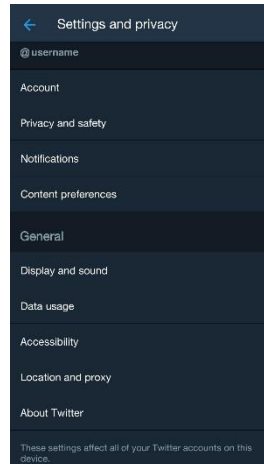 Settings and privacy
@username
Account
Privacy and safety
Notifications
Content preferences
General
Display and sound
Data usage
Accessibility
Location and proxy
About Twitter
These settings affect all of your Twitter accounts on this
device.